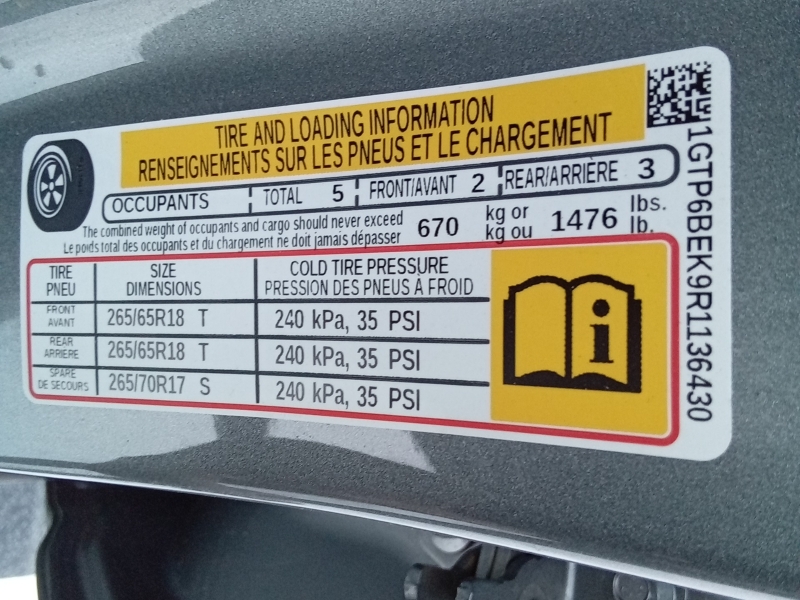 TIRE AND LOADING INFORMATION
RENSEIGNEMENTS SUR LES PNEUS ET LE CHARGEMENT
OCCUPANTS TOTAL 5 FRONT/AVANT 2 REAR/ARRIÈRE 3
The combined weight of occupants and cargo should never exceed 670 kg or 1476 lbs.
Le poids total des occupants et du chargement ne doit jamais dépasser kg ou lb.
TIRE SIZE COLD TIRE PRESSURE
PNEU DIMENSIONS PRESSION DES PNEUS À FROID
FRONT
AVANT 265/65R18 T 240 kPa, 35 PSI
REAR
ARRIERE 265/65R18 T 240 kPa, 35 PSI
SPARE
DE SECOURS 265/70R17 S 240 kPa, 35 PSI
i
1GTP6BEK9R1136430